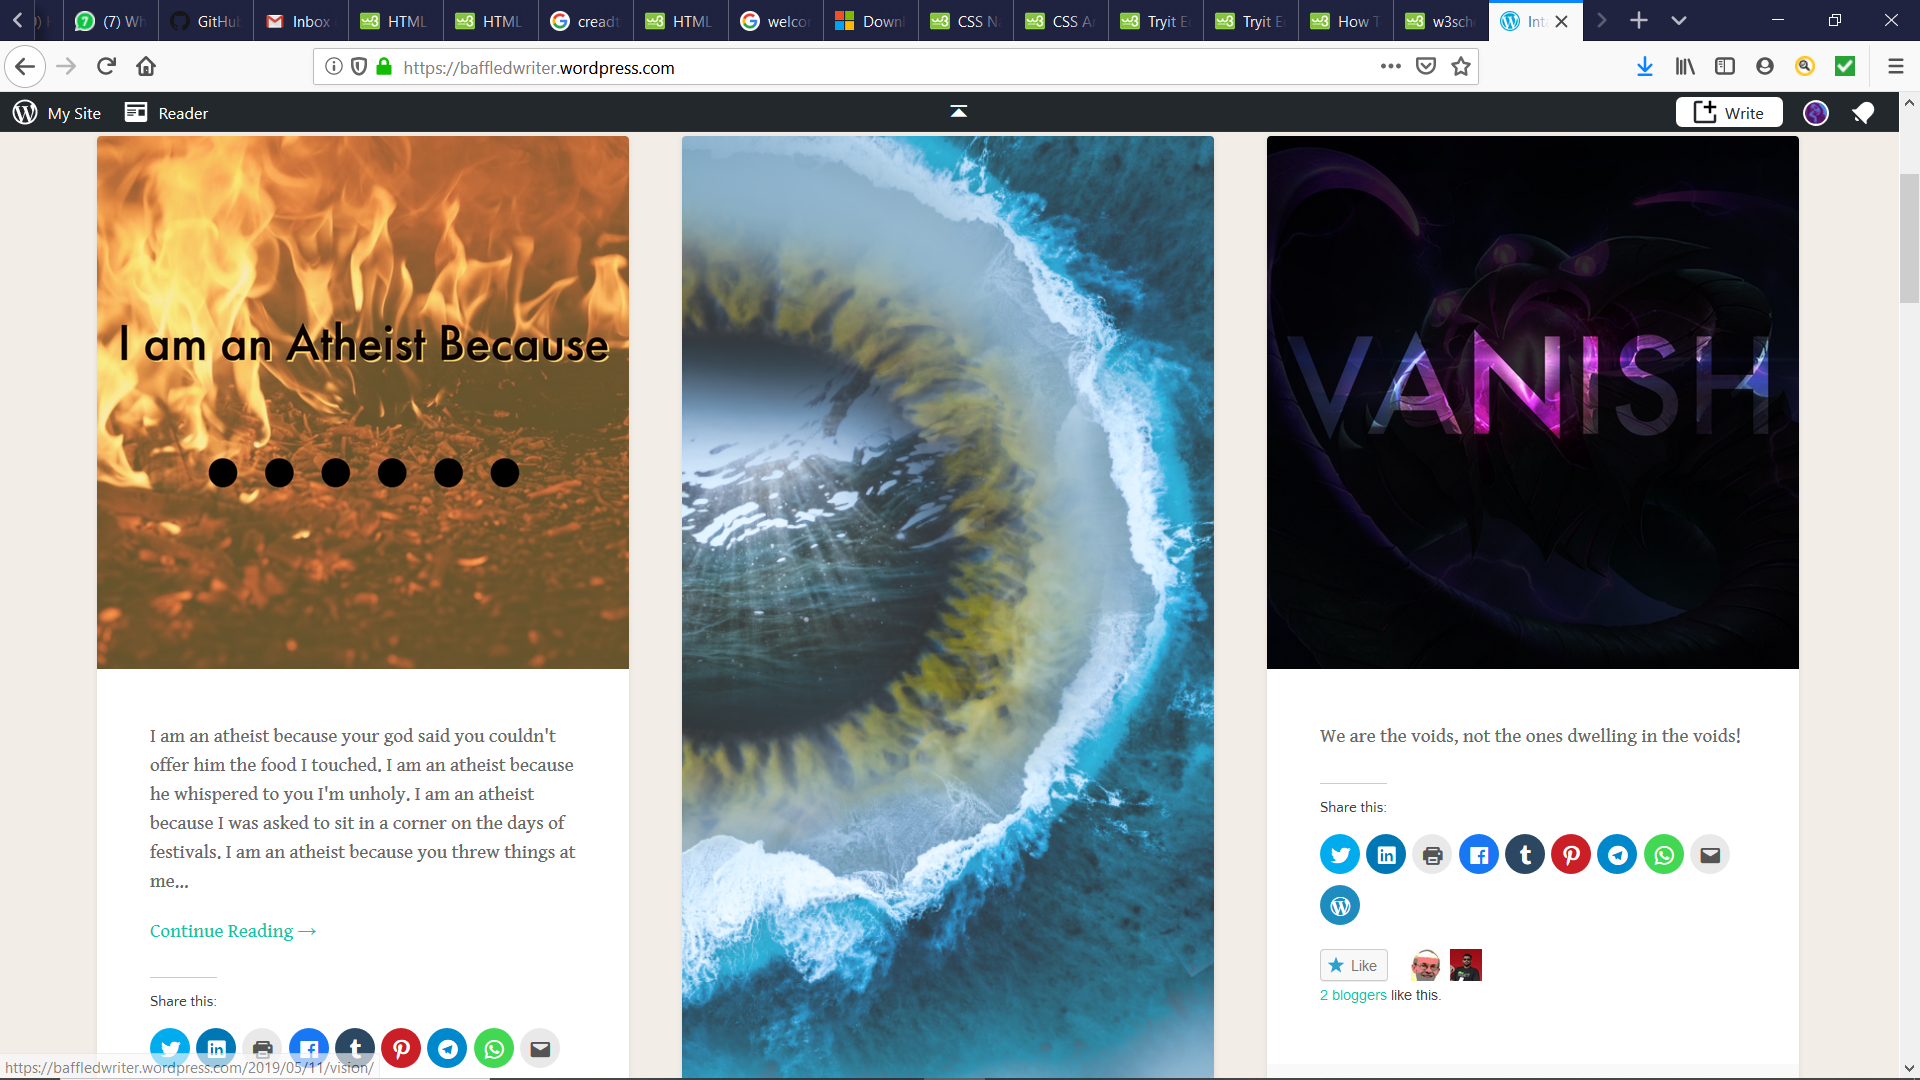 (7) Wh
GitHub
Inbox
HTML
HTML
creadt
HTML
welcor
Downl
CSS N
CSS Ar
Tryit E
Tryit E
How T
w3sch
Int
https://baffledwriter.wordpress.com
My Site
Reader
Write
I am an Atheist Because
......
VANISH
I am an atheist because your god said you couldn't
offer him the food I touched. I am an atheist because
he whispered to you I'm unholy. I am an atheist
because I was asked to sit in a corner on the days of
festivals. I am an atheist because you threw things at
me...
Continue Reading →
Share this:
We are the voids, not the ones dwelling in the voids!
Share this:
Like
2 bloggers like this.
https://baffledwriter.wordpress.com/2019/05/11/vision/